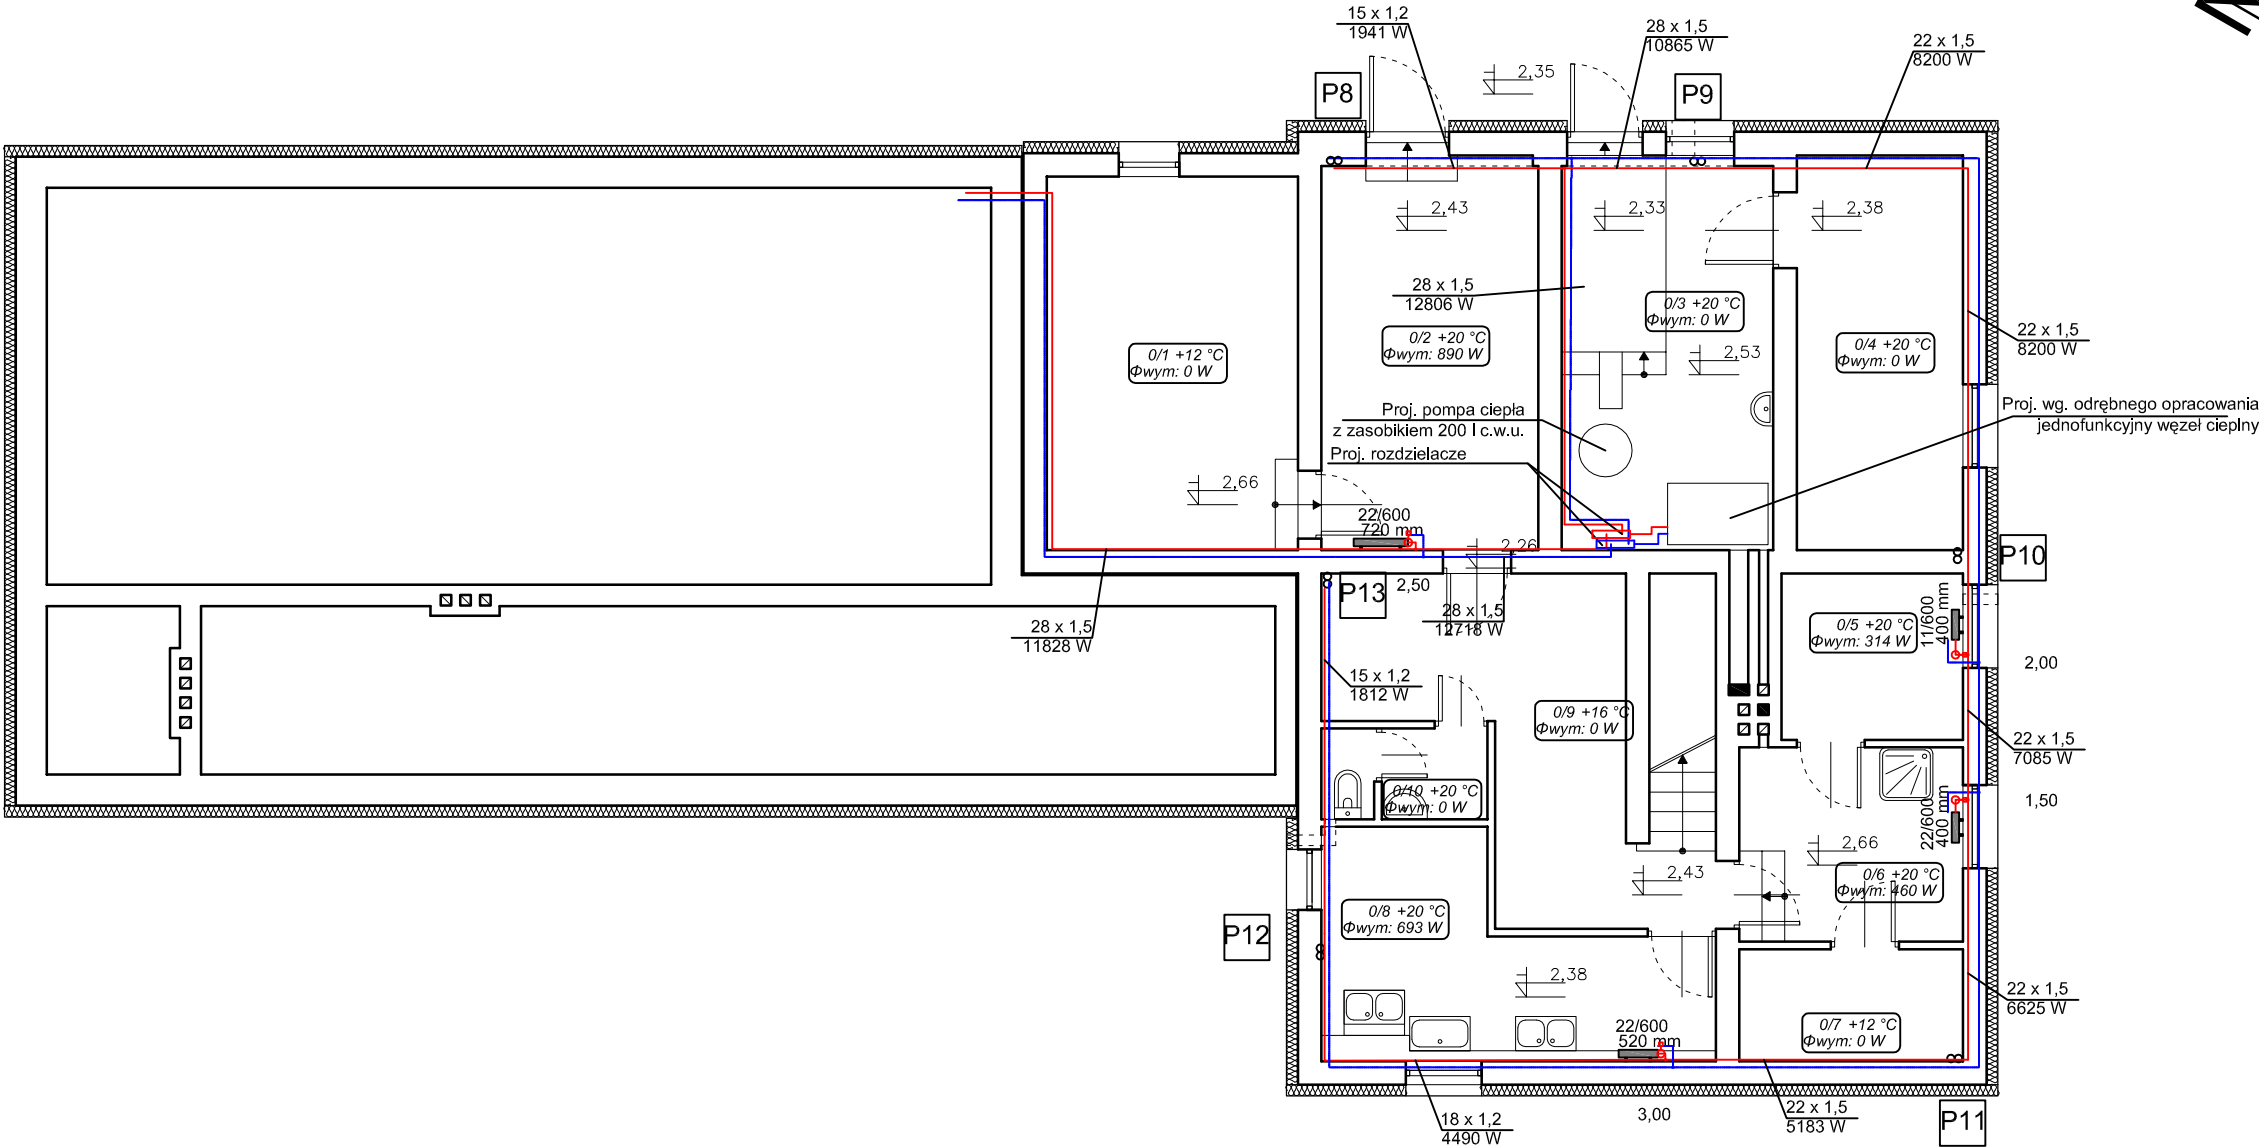 15 x 1,2
1941 W
28 x 1,5
10865 W
22 x 1,5
8200 W
P8
2,35
P9
2,43
2,33
2,38
28 x 1,5
12806 W
0/3 +20 °C
Φwym: 0 W
0/2 +20 °C
Φwym: 890 W
0/1 +12 °C
Φwym: 0 W
0/4 +20 °C
Φwym: 0 W
22 x 1,5
8200 W
2,53
Proj. pompa ciepła
z zasobikiem 200 l c.w.u.
Proj. rozdzielacze
Proj. wg. odrębnego opracowania
jednofunkcyjny węzeł cieplny
2,66
22/600
720 mm
2,26
P10
P13
2,50
28 x 1,5
12718 W
28 x 1,5
11828 W
0/5 +20 °C
Φwym: 314 W
11/600
400 mm
2,00
15 x 1,2
1812 W
0/9 +16 °C
Φwym: 0 W
22 x 1,5
7085 W
0/10 +20 °C
Φwym: 0 W
1,50
22/600
400 mm
2,66
2,43
0/6 +20 °C
Φwym: 460 W
0/8 +20 °C
Φwym: 693 W
P12
2,38
22 x 1,5
6625 W
22/600
520 mm
0/7 +12 °C
Φwym: 0 W
18 x 1,2
4490 W
3,00
22 x 1,5
5183 W
P11